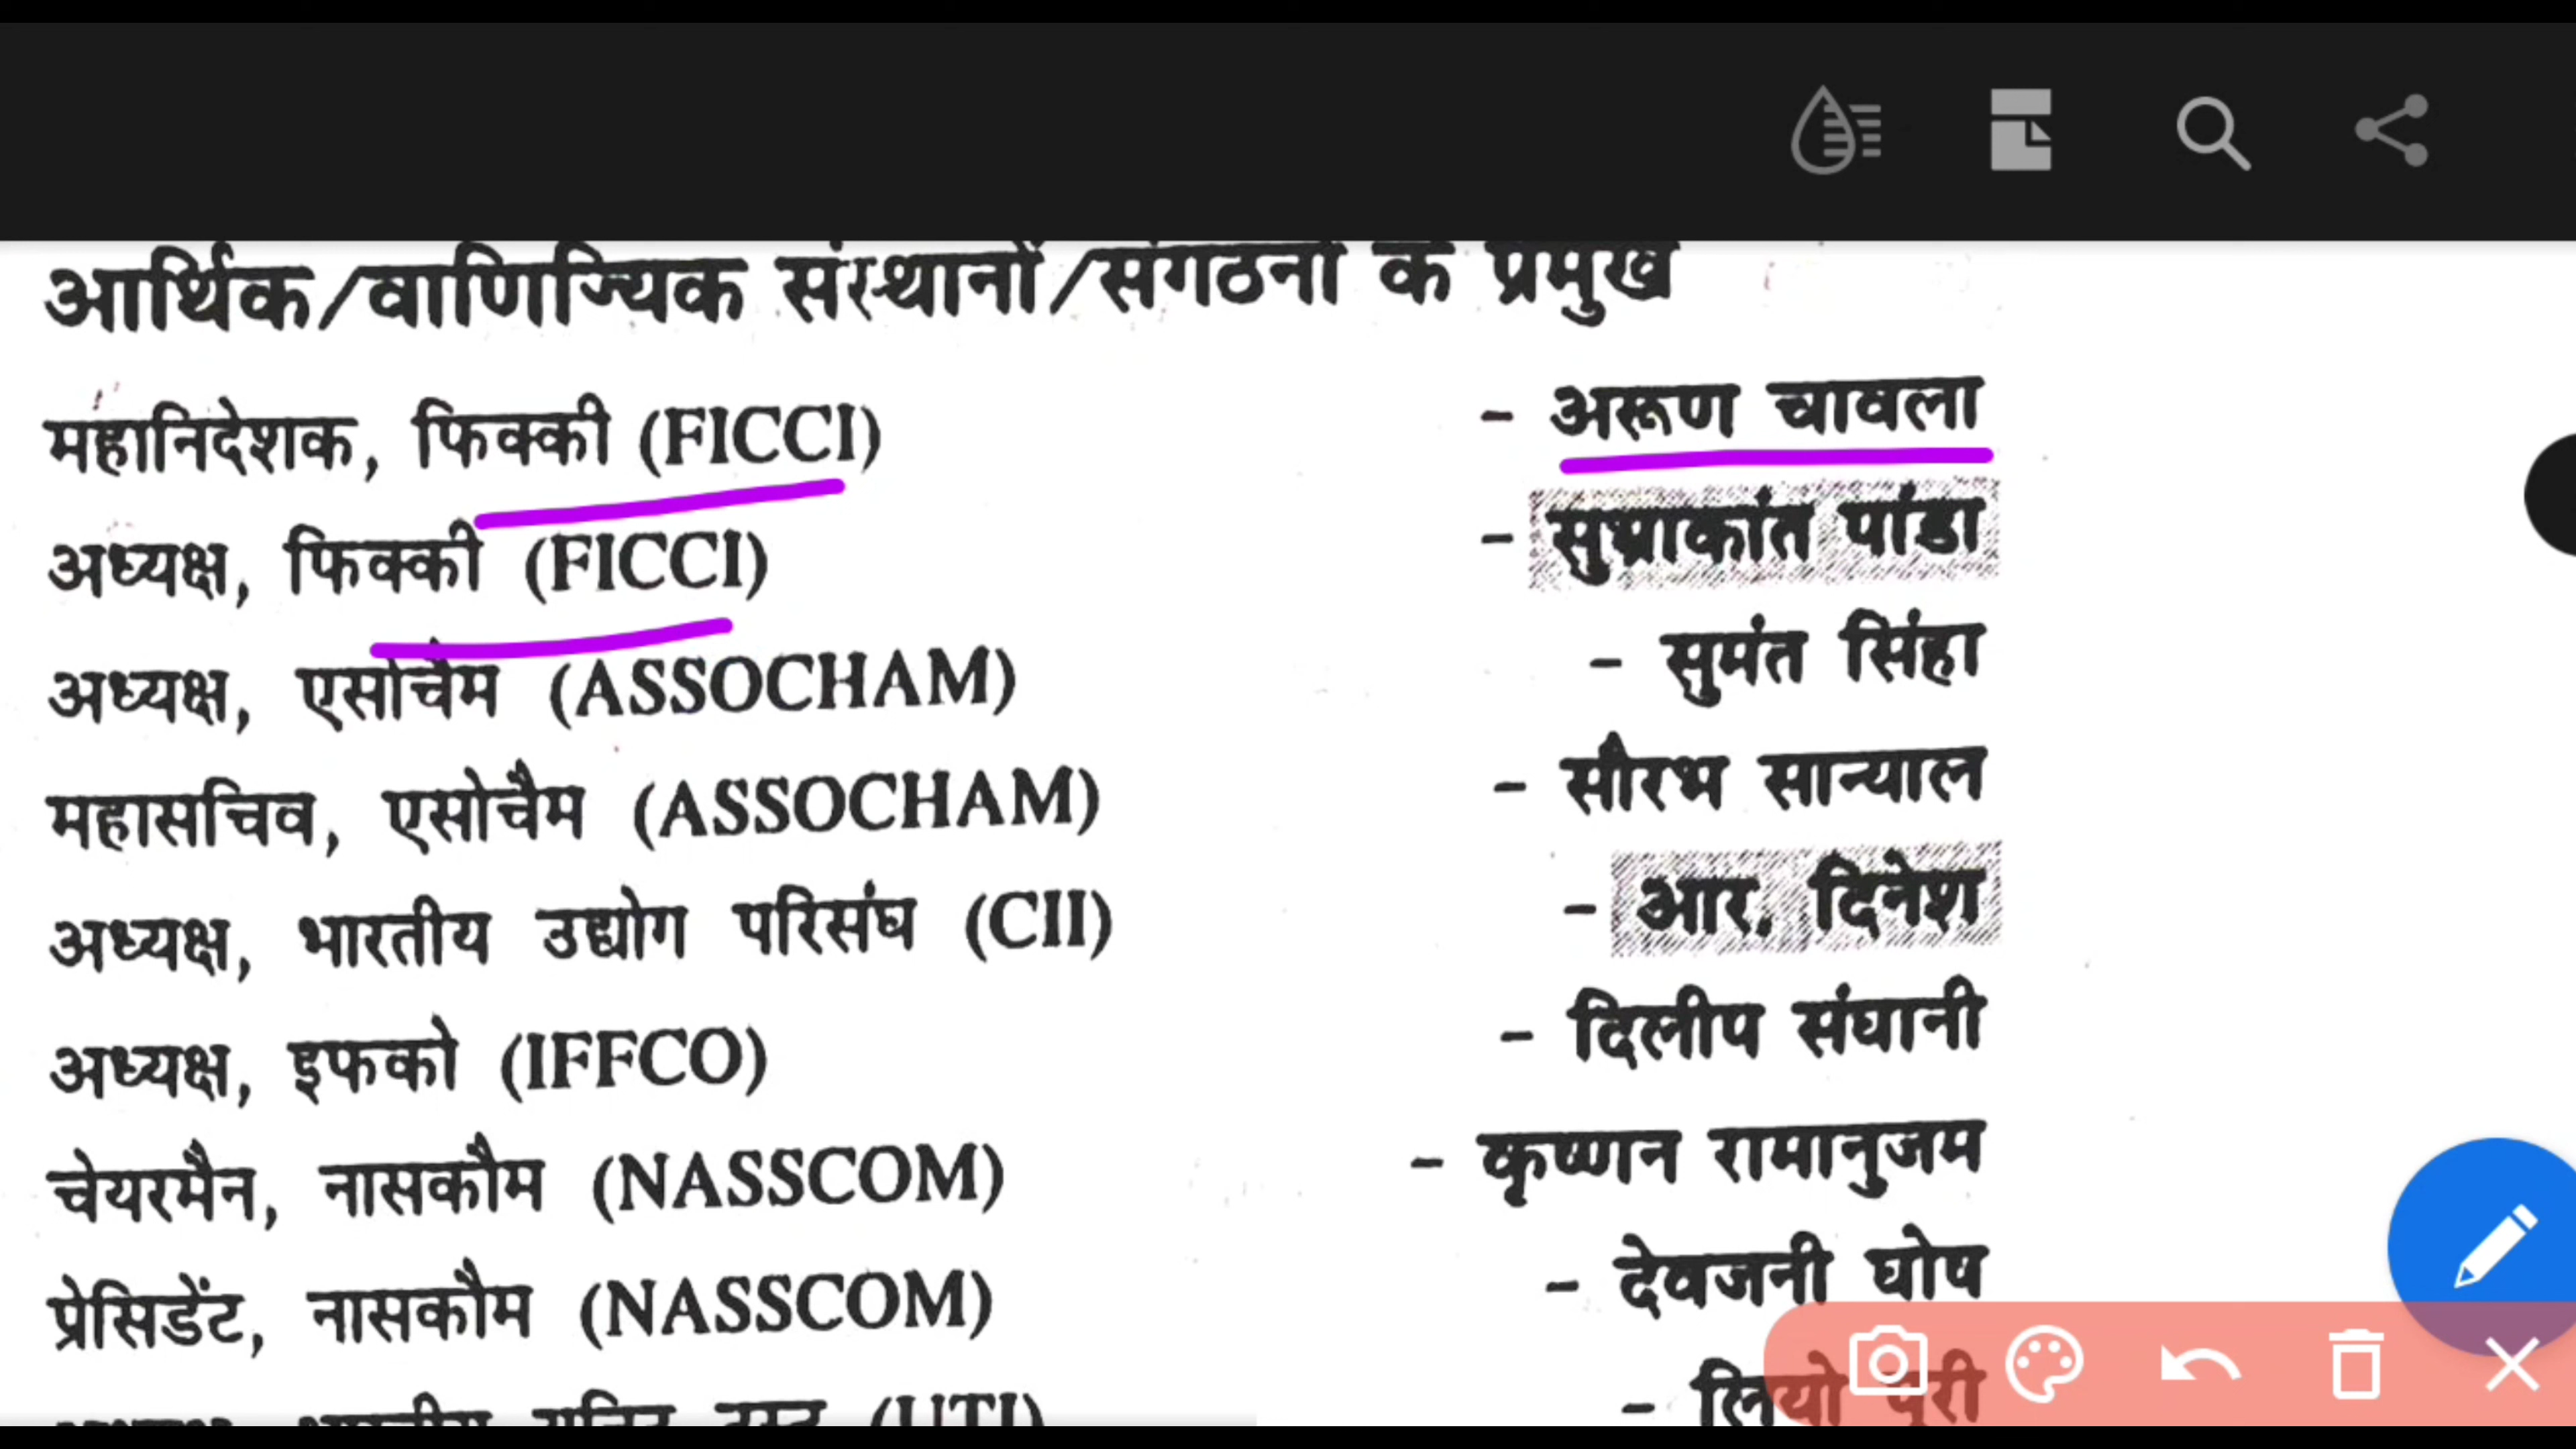 आर्थिक/वाणिज्यिक संस्थानों/संगठनों के प्रमुख
महानिदेशक, फिक्की (FICCI) - अरूण चावला
अध्यक्ष, फिक्की (FICCI) - सुभ्राकांत पांडा
अध्यक्ष, एसोचैम (ASSOCHAM) - सुमंत सिंहा
महासचिव, एसोचैम (ASSOCHAM) - सौरभ सान्याल
अध्यक्ष, भारतीय उद्योग परिसंघ (CII) - आर. दिनेश
अध्यक्ष, इफको (IFFCO) - दिलीप संघानी
चेयरमैन, नासकौम (NASSCOM) - कृष्णन रामानुजम
प्रेसिडेंट, नासकौम (NASSCOM) - देवजनी घोष
(UTI) - पुरी